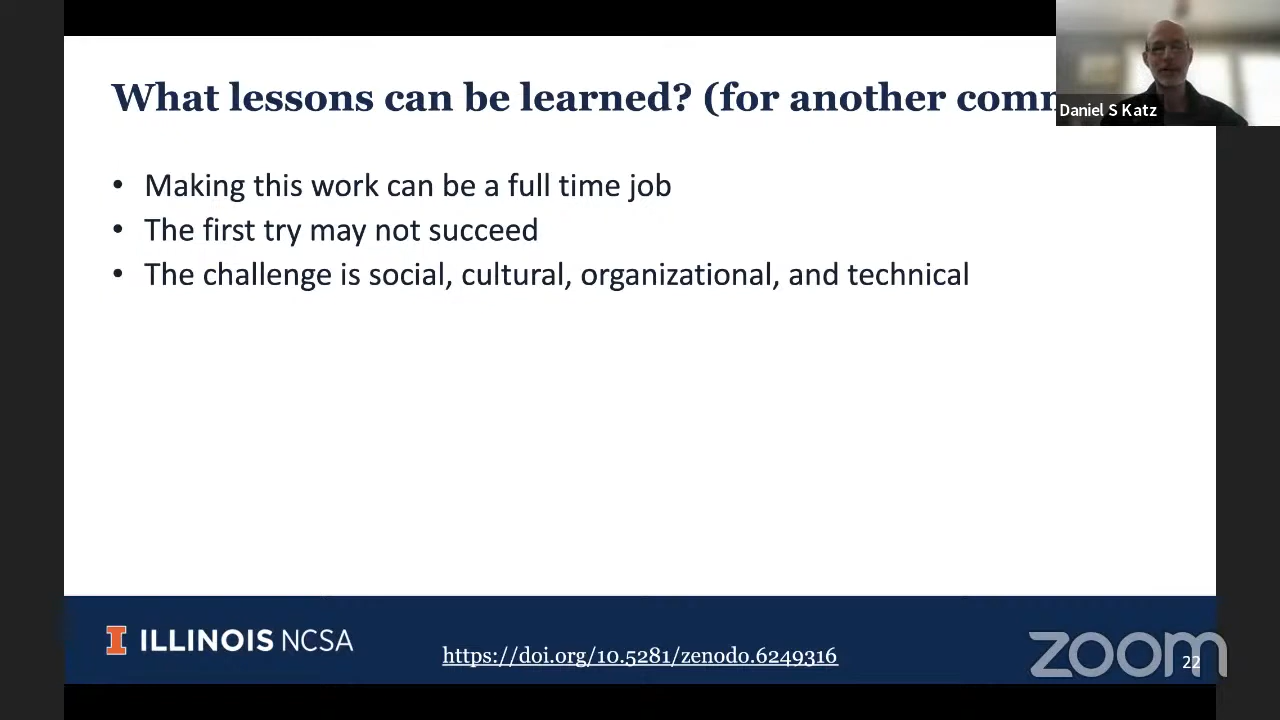 What lessons can be learned? (for another
Daniel S Katz
• Making this work can be a full time job
• The first try may not succeed
• The challenge is social, cultural, organizational, and technical
I ILLINOIS NCSA
https://doi.org/10.5281/zenodo.6249316
zoom
22